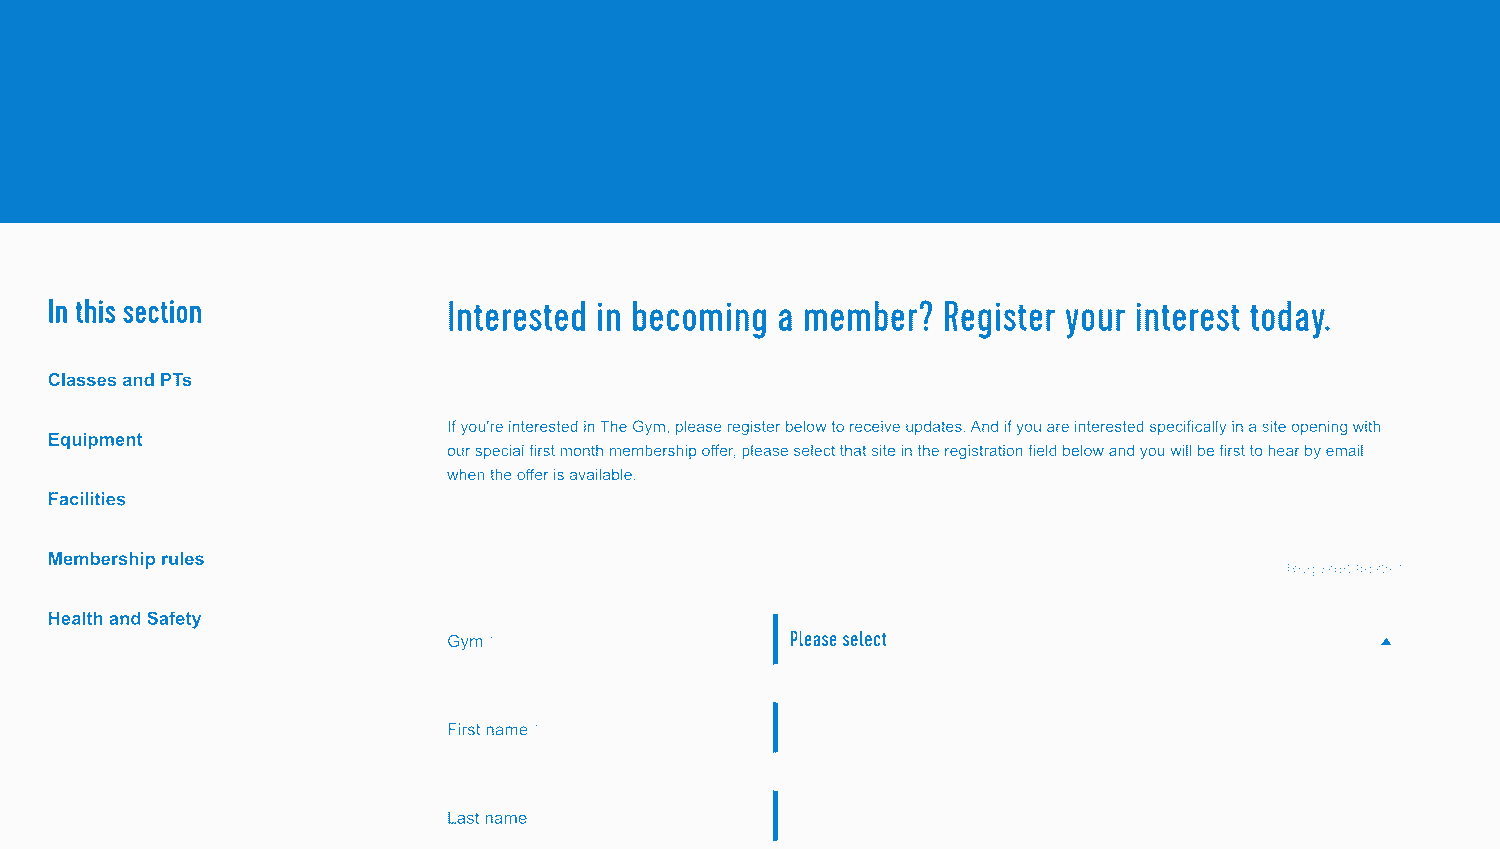 In this section
Classes and PTs
Equipment
Facilities
Membership rules
Health and Safety
Interested in becoming a member? Register your interest today.
If you're interested in The Gym, please register below to receive updates. And if you are interested specifically in a site opening with
our special first month membership offer, please select that site in the registration field below and you will be first to hear by email
when the offer is available.
Gym
Please select
First name
Last name